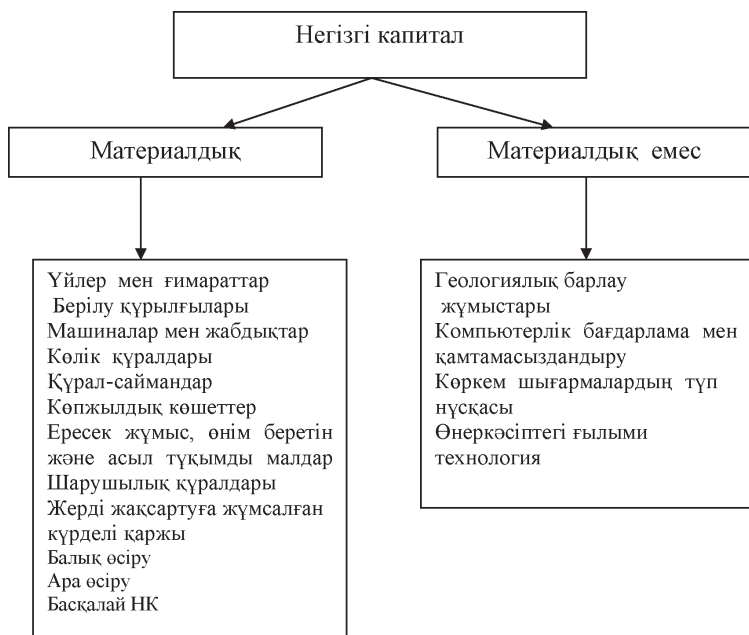 Негізгі капитал
Материалдық
Материалдық емес
Үйлер мен ғимараттар
Берілу құрылғылары
Машиналар мен жабдықтар
Көлік құралдары
Құрал-саймандар
Көпжылдық көшеттер
Ересек жұмыс, өнім беретін
және асыл тұқымды малдар
Шарушылық құралдары
Жерді жақсартуға жұмсалған
күрделі қаржы
Балық өсіру
Ара өсіру
Басқалай НК
Геологиялық барлау
жұмыстары
Компьютерлік бағдарлама мен
қамтамасыздандыру
Көркем шығармалардың түп
нұсқасы
Өнеркәсіптегі ғылыми
технология